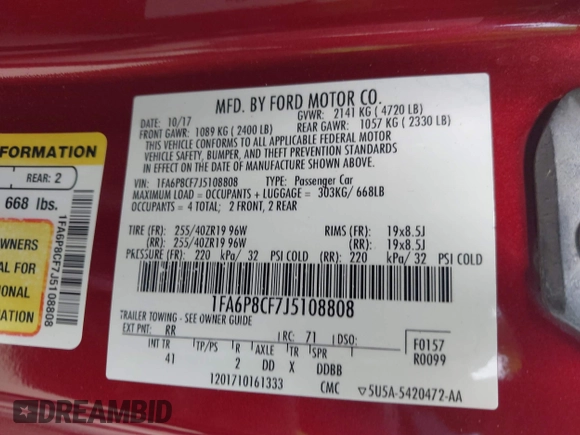 MFD. BY FORD MOTOR CO.
DATE: 10/17 GVWR: 2141 KG ( 4720 LB)
FRONT GAWR: 1089 KG ( 2400 LB) REAR GAWR: 1057 KG ( 2330 LB)
THIS VEHICLE CONFORMS TO ALL APPLICABLE FEDERAL MOTOR
VEHICLE SAFETY, BUMPER, AND THEFT PREVENTION STANDARDS
IN EFFECT ON THE DATE OF MANUFACTURE SHOWN ABOVE.
VIN: 1FA6P8CF7J5108808 TYPE: Passenger Car
MAXIMUM LOAD = OCCUPANTS + LUGGAGE = 303KG/ 668LB
OCCUPANTS = 4 TOTAL; 2 FRONT, 2 REAR
TIRE (FR): 255/40ZR19 96W RIMS (FR): 19x8.5J
(RR): 255/40ZR19 96W (RR): 19x8.5J
PRESSURE (FR): 220 kPa/ 32 PSI COLD (RR): 220 kPa/32 PSI COLD
1FA6P8CF7J5108808
TRAILER TOWING - SEE OWNER GUIDE
EXT PNT: RR RC: 71 DSO: F0157
INT TR TP/PS R AXLE TR SPR R0099
41 2 DD X DDBB
1201710161333 CMC ▽5U5A-5420472-AA
FORMATION
REAR: 2
668 lbs.
1FA6P8CF7J5108808
OWNERS
AL FOR
IONAL
ATION
DREAMBID